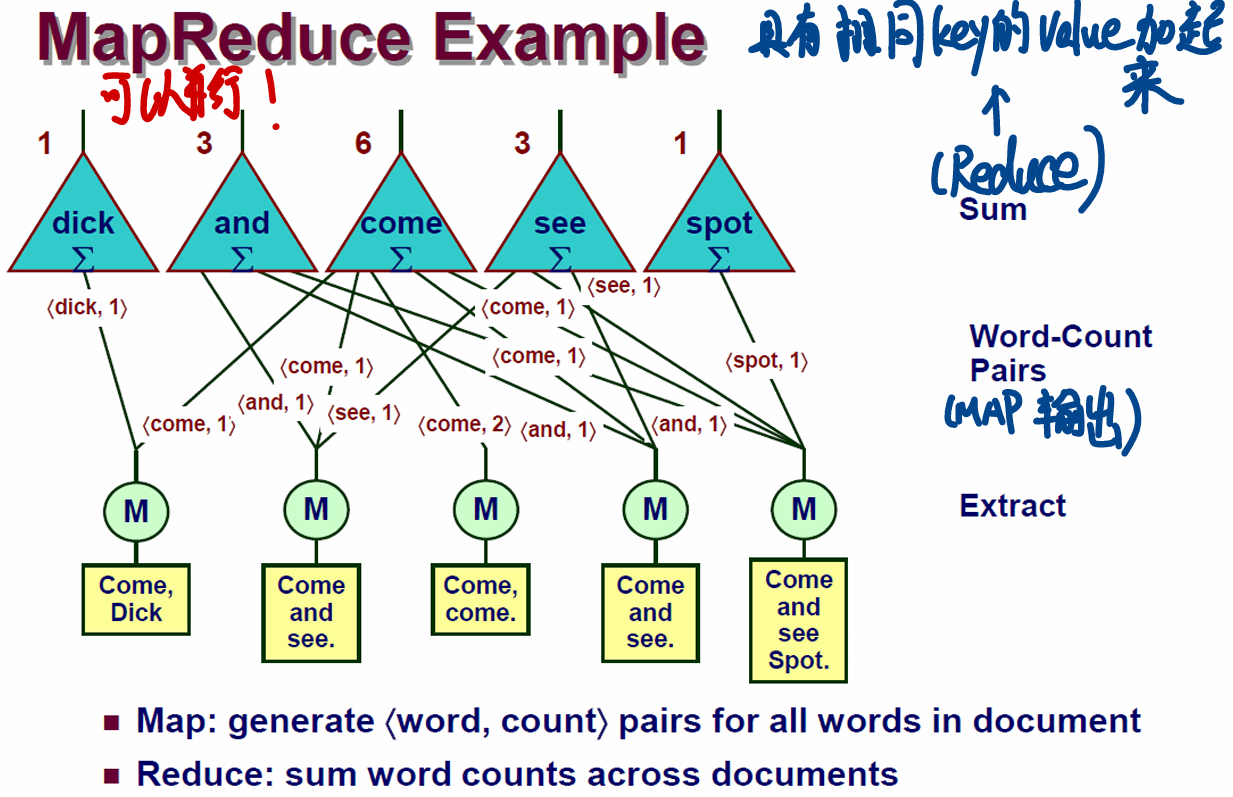 MapReduce Example
具有相同key的Value加起
来
可以并行！
(Reduce)
1 3 6 3 1
dick and come see spot
Σ Σ Σ Σ Σ
Sum
⟨see, 1⟩
⟨dick, 1⟩ ⟨come, 1⟩
⟨come, 1⟩ ⟨come, 1⟩ ⟨spot, 1⟩
Word-Count
Pairs
⟨come, 1⟩ ⟨and, 1⟩ ⟨see, 1⟩ ⟨come, 2⟩ ⟨and, 1⟩ ⟨and, 1⟩
(MAP 输出)
M M M M M
Extract
Come,
Dick
Come
and
see.
Come,
come.
Come
and
see.
Come
and
see
Spot.
■ Map: generate ⟨word, count⟩ pairs for all words in document
■ Reduce: sum word counts across documents